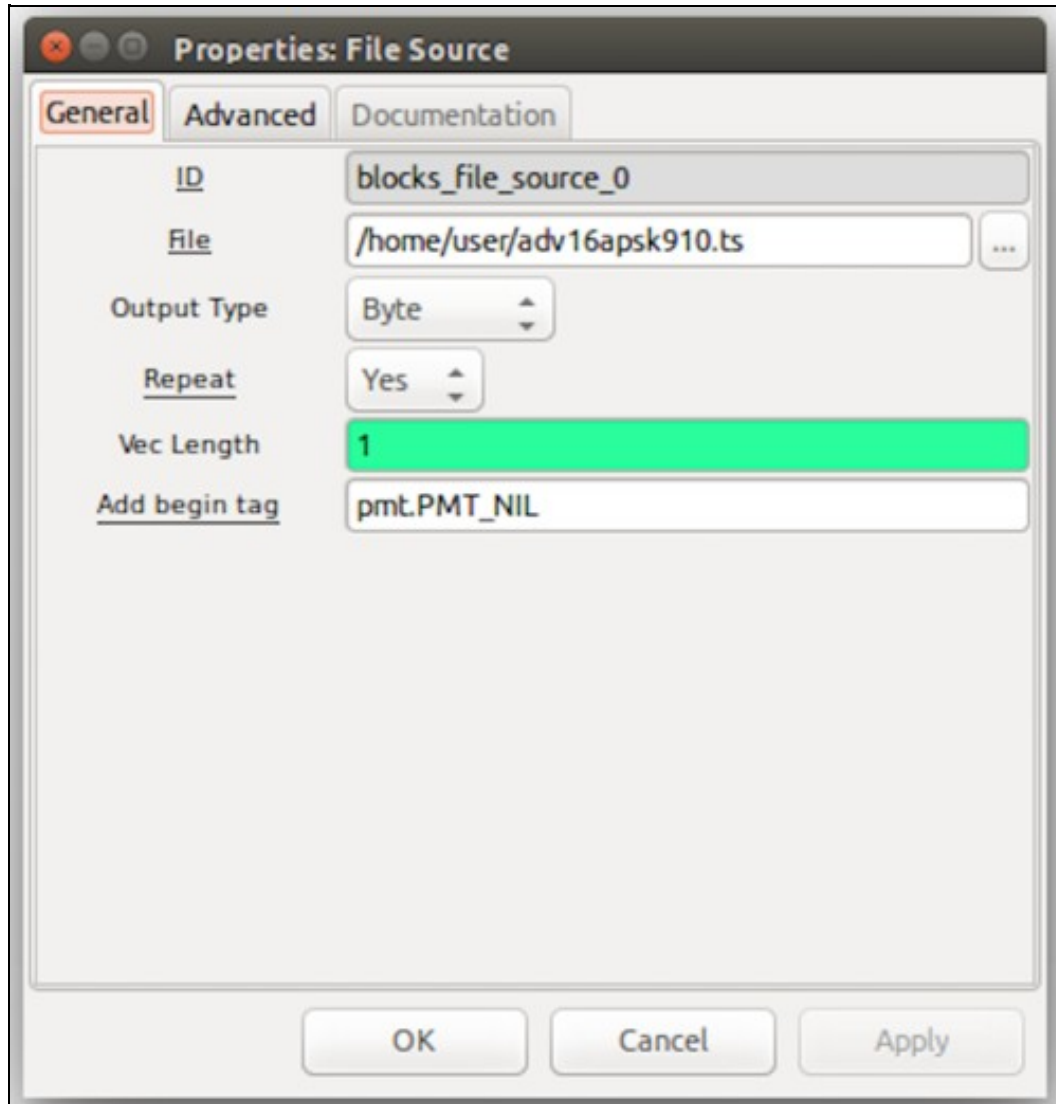 Properties: File Source
General Advanced Documentation
ID blocks_file_source_0
File /home/user/adv16apsk910.ts ...
Output Type Byte
Repeat Yes
Vec Length 1
Add begin tag pmt.PMT_NIL
OK Cancel Apply